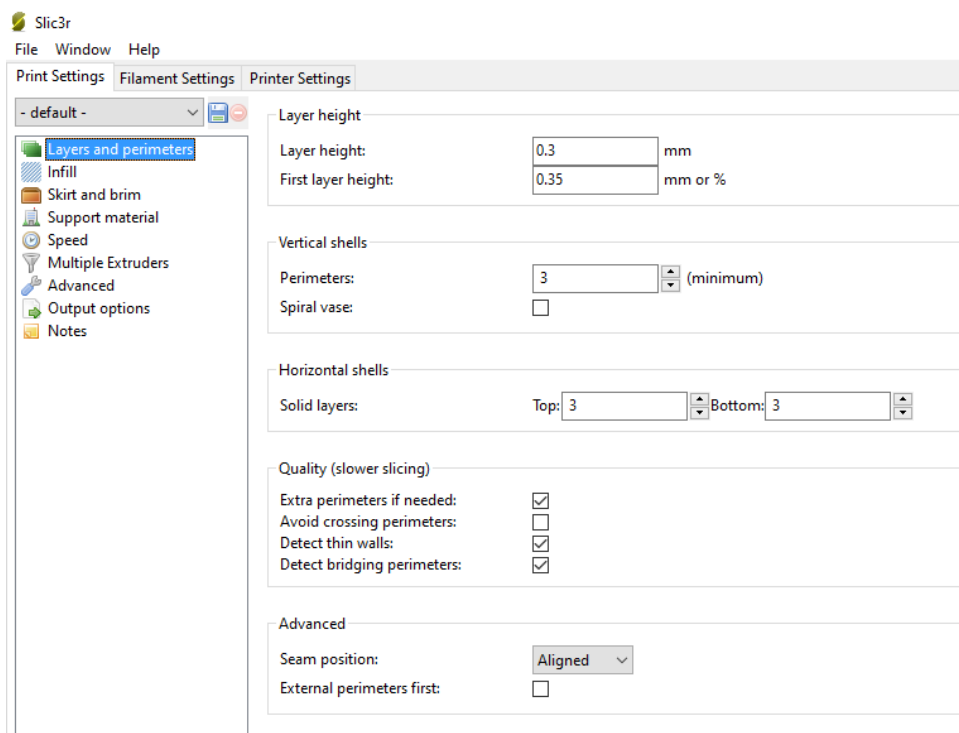 Slic3r
File Window Help
Print Settings Filament Settings Printer Settings
- default -
Layers and perimeters
Infill
Skirt and brim
Support material
Speed
Multiple Extruders
Advanced
Output options
Notes
Layer height
Layer height: 0.3 mm
First layer height: 0.35 mm or %
Vertical shells
Perimeters: 3 (minimum)
Spiral vase:
Horizontal shells
Solid layers: Top: 3 Bottom: 3
Quality (slower slicing)
Extra perimeters if needed:
Avoid crossing perimeters:
Detect thin walls:
Detect bridging perimeters:
Advanced
Seam position: Aligned
External perimeters first: